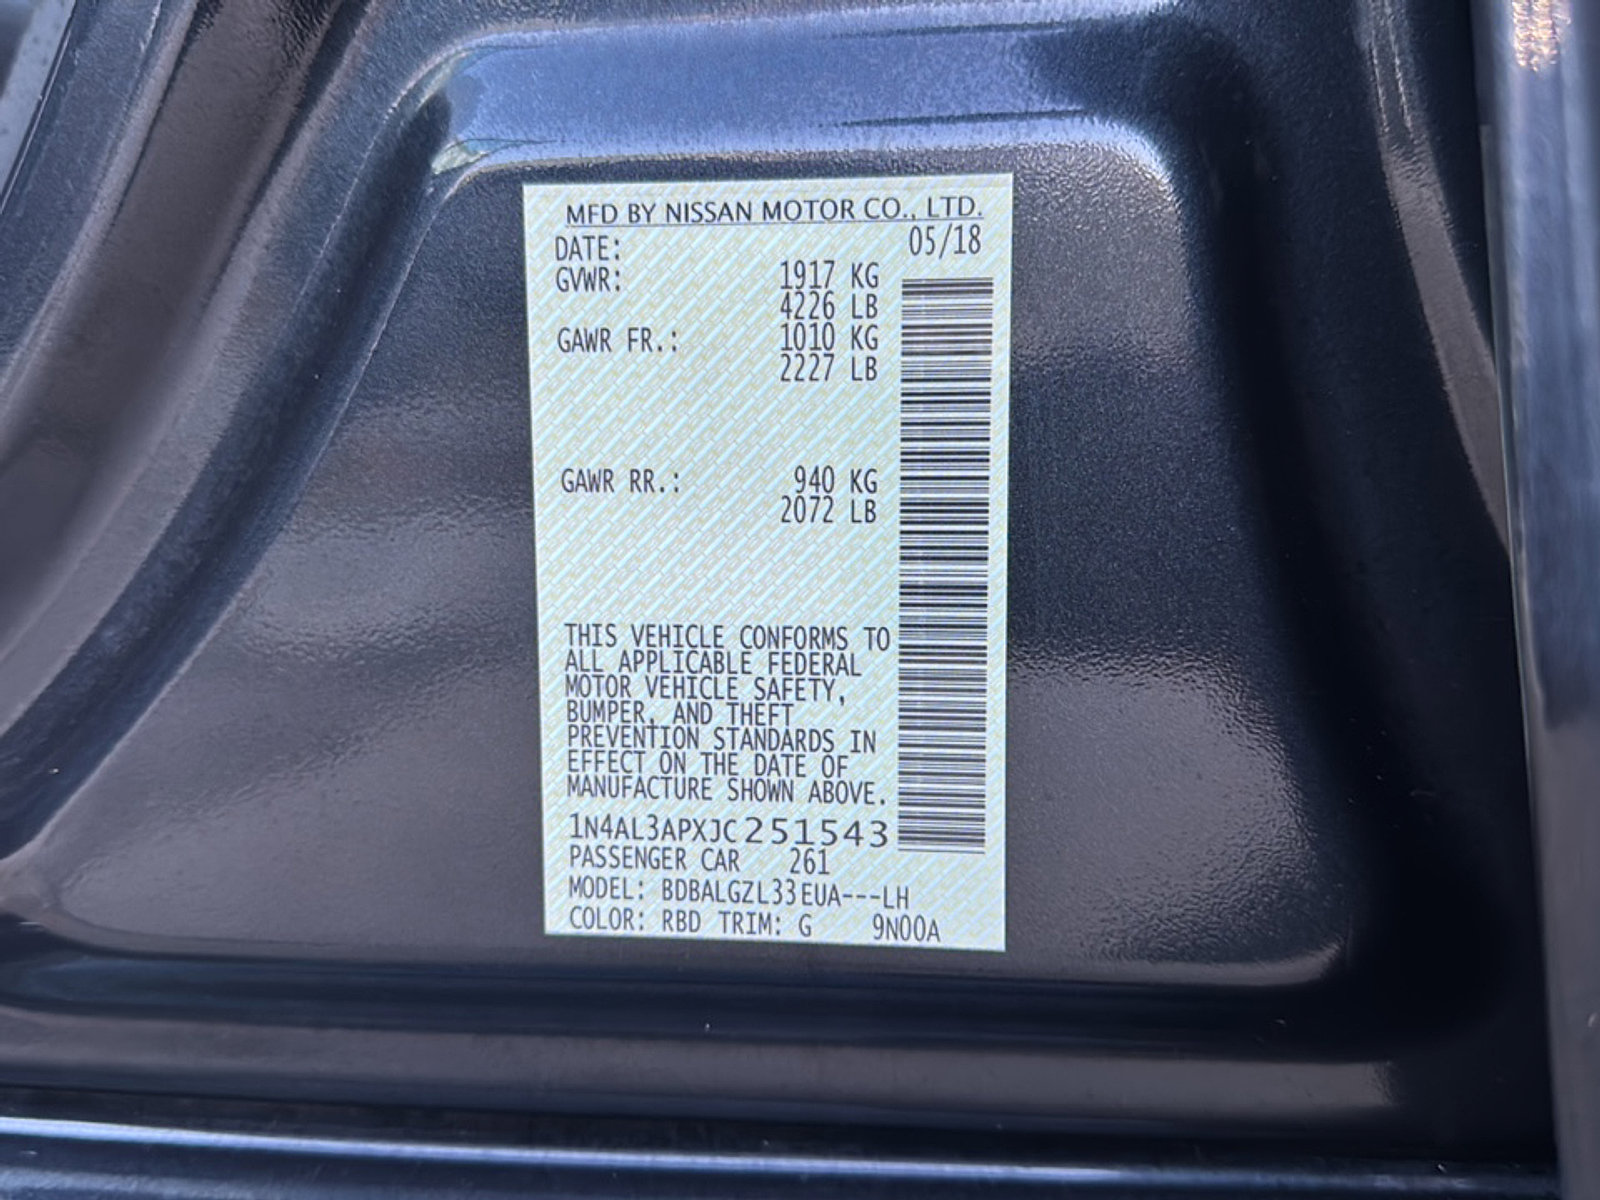 MFD BY NISSAN MOTOR CO., LTD.
DATE: 05/18
GVWR: 1917 KG
4226 LB
GAWR FR.: 1010 KG
2227 LB
GAWR RR.: 940 KG
2072 LB
THIS VEHICLE CONFORMS TO
ALL APPLICABLE FEDERAL
MOTOR VEHICLE SAFETY,
BUMPER, AND THEFT
PREVENTION STANDARDS IN
EFFECT ON THE DATE OF
MANUFACTURE SHOWN ABOVE.
1N4AL3APXJC251543
PASSENGER CAR 261
MODEL: BDBALGZL33EUA---LH
COLOR: RBD TRIM: G 9N00A